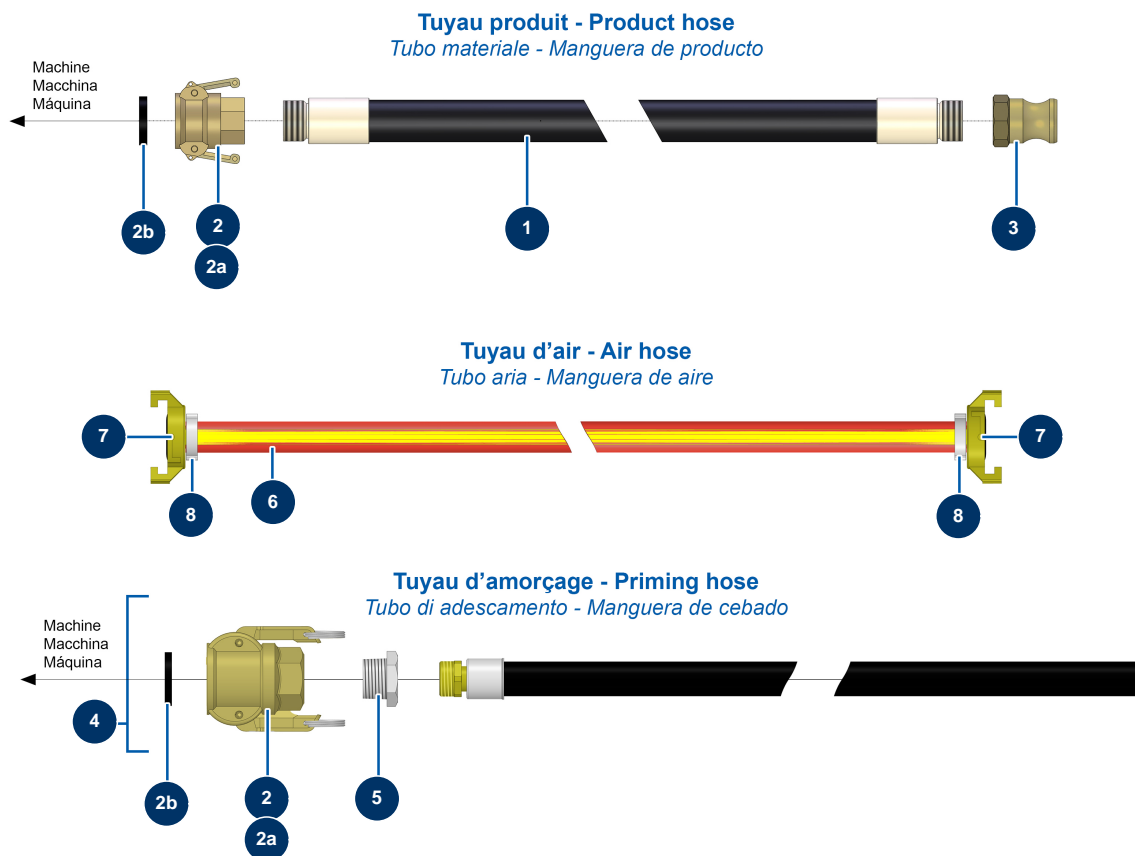 Tuyau produit - Product hose
Tubo materiale - Manguera de producto
Machine
Macchina
Máquina
2b
2
2a
1
3
Tuyau d'air - Air hose
Tubo aria - Manguera de aire
7
8
6
8
7
Tuyau d'amorçage - Priming hose
Tubo di adescamento - Manguera de cebado
Machine
Macchina
Máquina
4
2b
2
2a
5